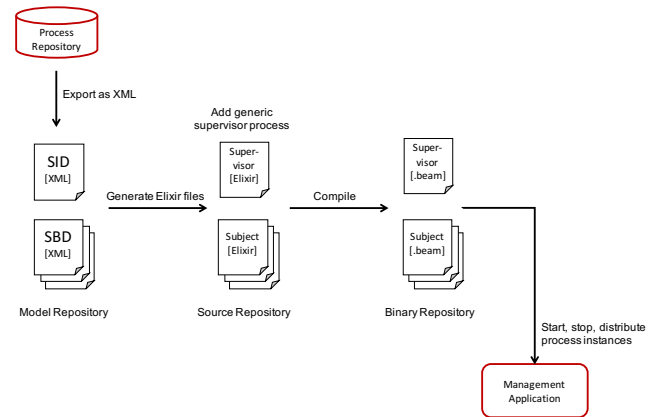 Process
Repository
Export as XML
Add generic
supervisor process
SID
[XML]
Super-
visor
[Elixir]
Super-
visor
[.beam]
Generate Elixir files
Compile
SBD
[XML]
Subject
[Elixir]
Subject
[.beam]
Model Repository
Source Repository
Binary Repository
Start, stop, distribute
process instances
Management
Application